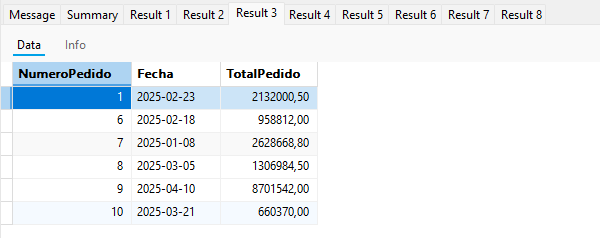 Message Summary Result 1 Result 2 Result 3 Result 4 Result 5 Result 6 Result 7 Result 8
Data Info
NumeroPedido Fecha TotalPedido
1 2025-02-23 2132000,50
6 2025-02-18 958812,00
7 2025-01-08 2628668,80
8 2025-03-05 1306984,50
9 2025-04-10 8701542,00
10 2025-03-21 660370,00